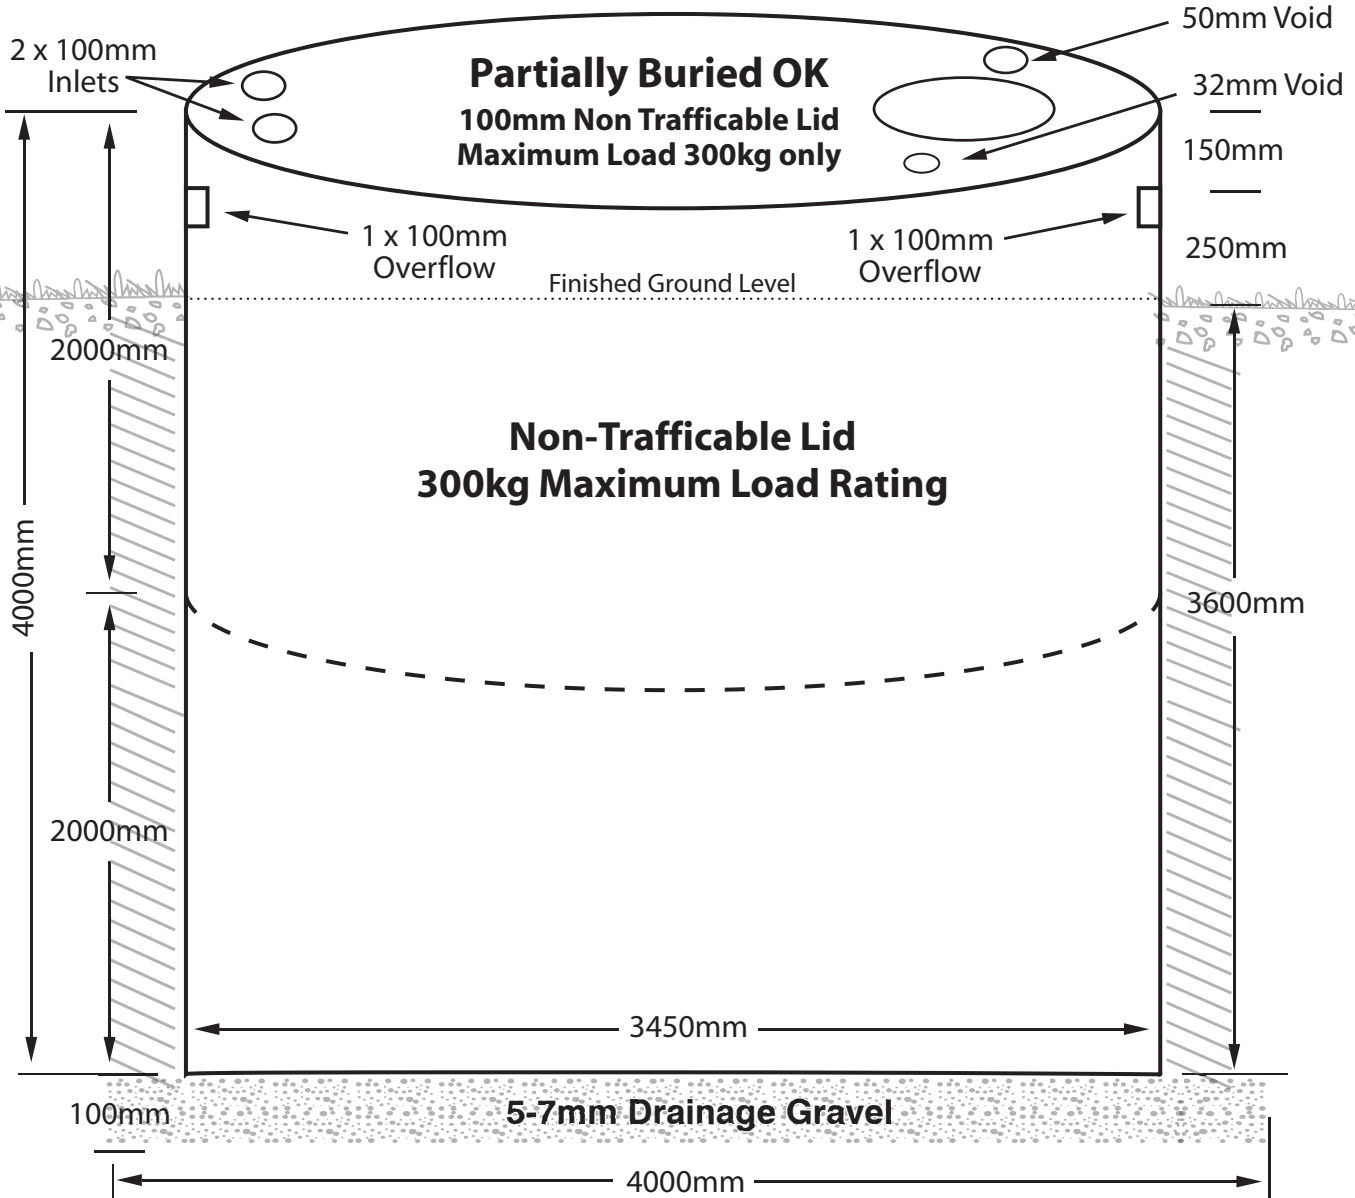 50mm Void
2 x 100mm
Inlets
Partially Buried OK
32mm Void
100mm Non Trafficable Lid
Maximum Load 300kg only
150mm
1 x 100mm
Overflow
1 x 100mm
Overflow
250mm
Finished Ground Level
2000mm
Non-Trafficable Lid
300kg Maximum Load Rating
4000mm
3600mm
2000mm
3450mm
100mm
5-7mm Drainage Gravel
4000mm